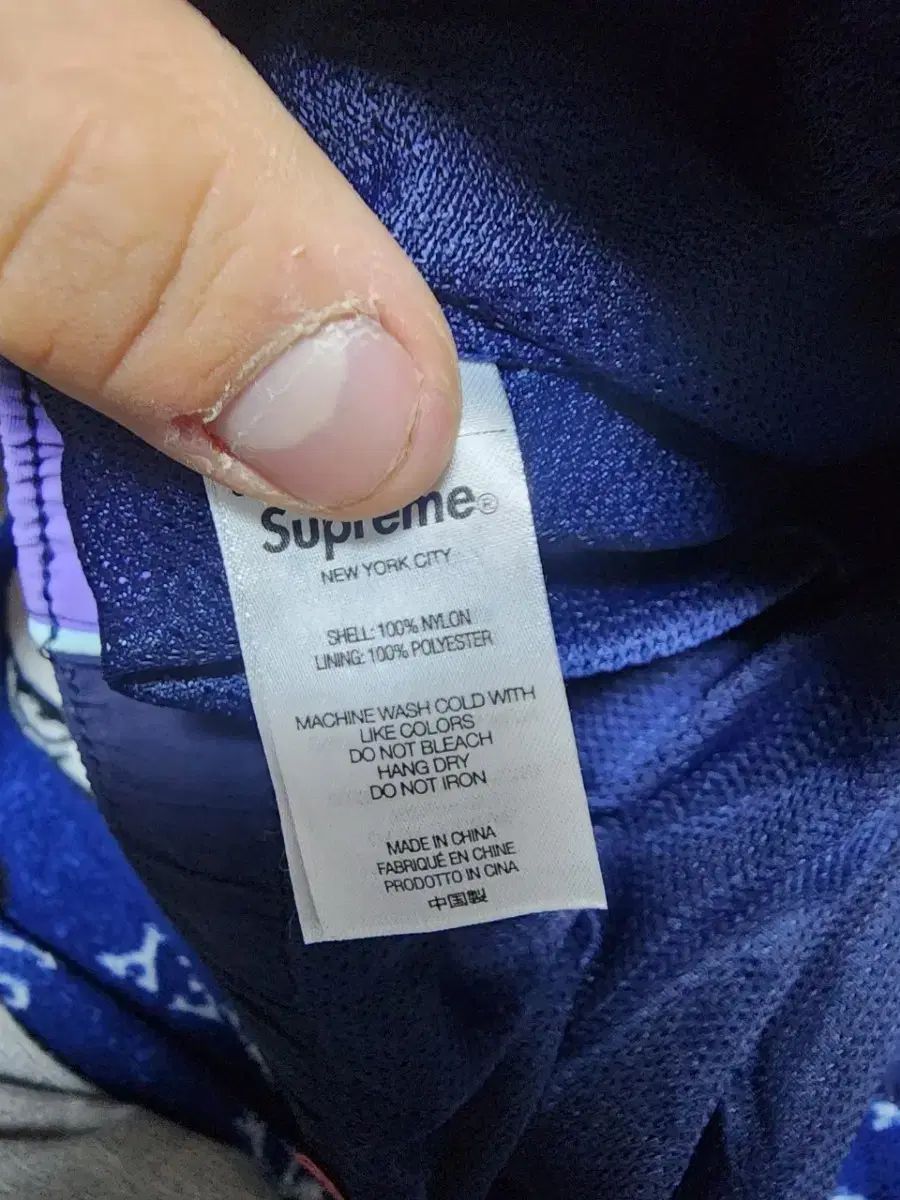 Supreme®
NEW YORK CITY
SHELL: 100% NYLON
LINING: 100% POLYESTER
MACHINE WASH COLD WITH
LIKE COLORS
DO NOT BLEACH
HANG DRY
DO NOT IRON
MADE IN CHINA
FABRIQUÉ EN CHINE
PRODOTTO IN CINA
中国製